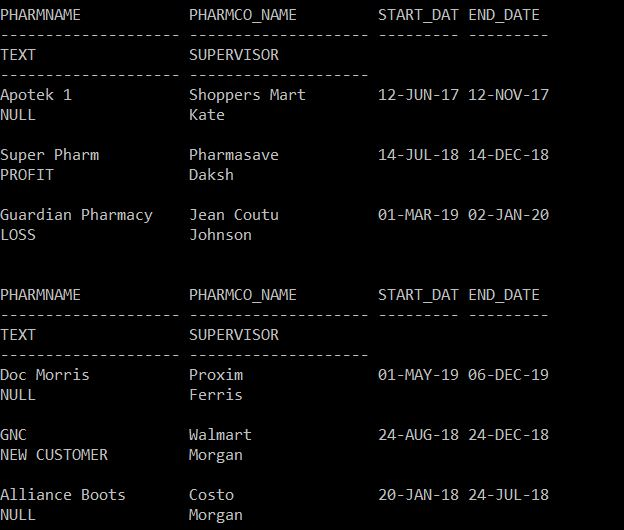 PHARMNAME            PHARMCO_NAME         START_DAT END_DATE
-------------------- -------------------- --------- ---------
TEXT                 SUPERVISOR
-------------------- --------------------
Apotek 1             Shoppers Mart        12-JUN-17 12-NOV-17
NULL                 Kate

Super Pharm          Pharmasave           14-JUL-18 14-DEC-18
PROFIT               Daksh

Guardian Pharmacy    Jean Coutu           01-MAR-19 02-JAN-20
LOSS                 Johnson


PHARMNAME            PHARMCO_NAME         START_DAT END_DATE
-------------------- -------------------- --------- ---------
TEXT                 SUPERVISOR
-------------------- --------------------
Doc Morris           Proxim               01-MAY-19 06-DEC-19
NULL                 Ferris

GNC                  Walmart              24-AUG-18 24-DEC-18
NEW CUSTOMER         Morgan

Alliance Boots       Costo                20-JAN-18 24-JUL-18
NULL                 Morgan